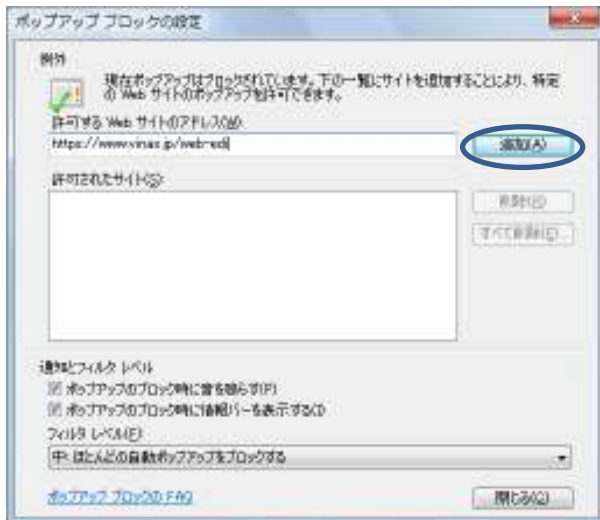 ポップアップ ブロックの設定
例外
現在ポップアップはブロックされています。下の一覧にサイトを追加することにより、特定
の Web サイトのポップアップを許可できます。
許可する Web サイトのアドレス(W):
https://www.vinas.jp/web-edi
追加(A)
許可されたサイト(S):
削除(R)
すべて削除(E)...
通知とフィルタ レベル
ポップアップのブロック時に音を鳴らす(P)
ポップアップのブロック時に情報バーを表示する(I)
フィルタ レベル(F):
中: ほとんどの自動ポップアップをブロックする
ポップアップ ブロックの FAQ
閉じる(C)